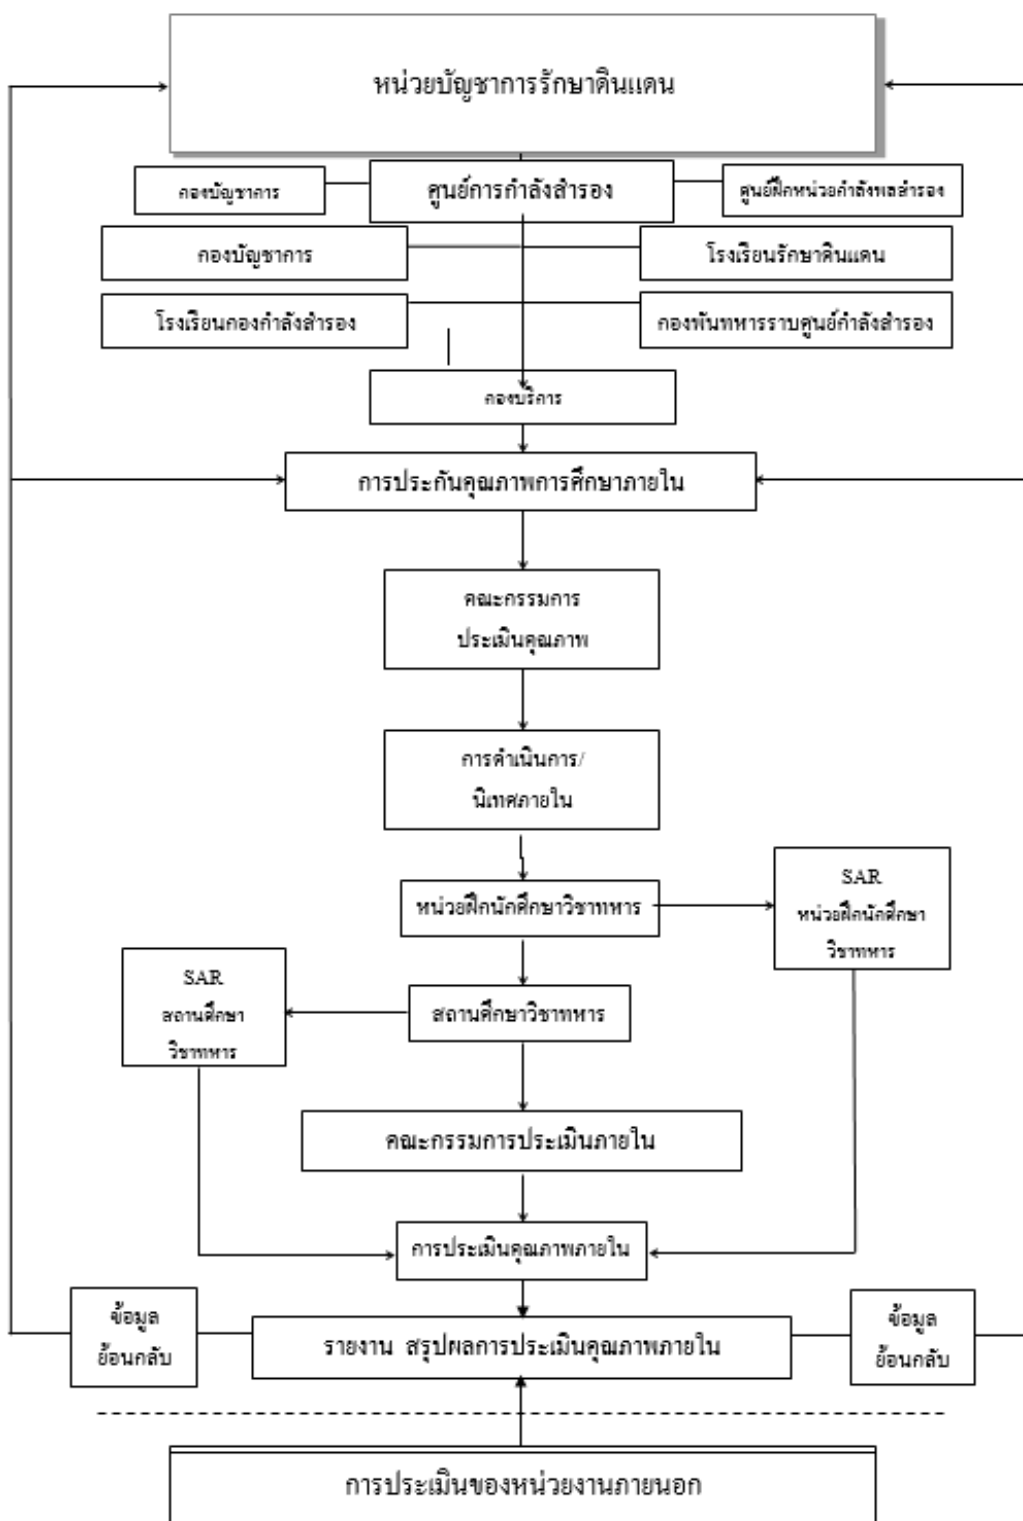 หน่วยบัญชาการรักษาดินแดน
กองบัญชาการ
ศูนย์การกำลังสำรอง
ศูนย์ฝึกหน่วยกำลังพลสำรอง
กองบัญชาการ
โรงเรียนรักษาดินแดน
โรงเรียนกองกำลังสำรอง
กองพันทหารราบศูนย์กำลังสำรอง
กองบริการ
การประกันคุณภาพการศึกษาภายใน
คณะกรรมการ
ประเมินคุณภาพ
การดำเนินการ/
นิเทศภายใน
หน่วยฝึกนักศึกษาวิชาทหาร
SAR
หน่วยฝึกนักศึกษา
วิชาทหาร
SAR
สถานศึกษา
วิชาทหาร
สถานศึกษาวิชาทหาร
คณะกรรมการประเมินภายใน
การประเมินคุณภาพภายใน
ข้อมูล
ย้อนกลับ
รายงาน สรุปผลการประเมินคุณภาพภายใน
ข้อมูล
ย้อนกลับ
การประเมินของหน่วยงานภายนอก